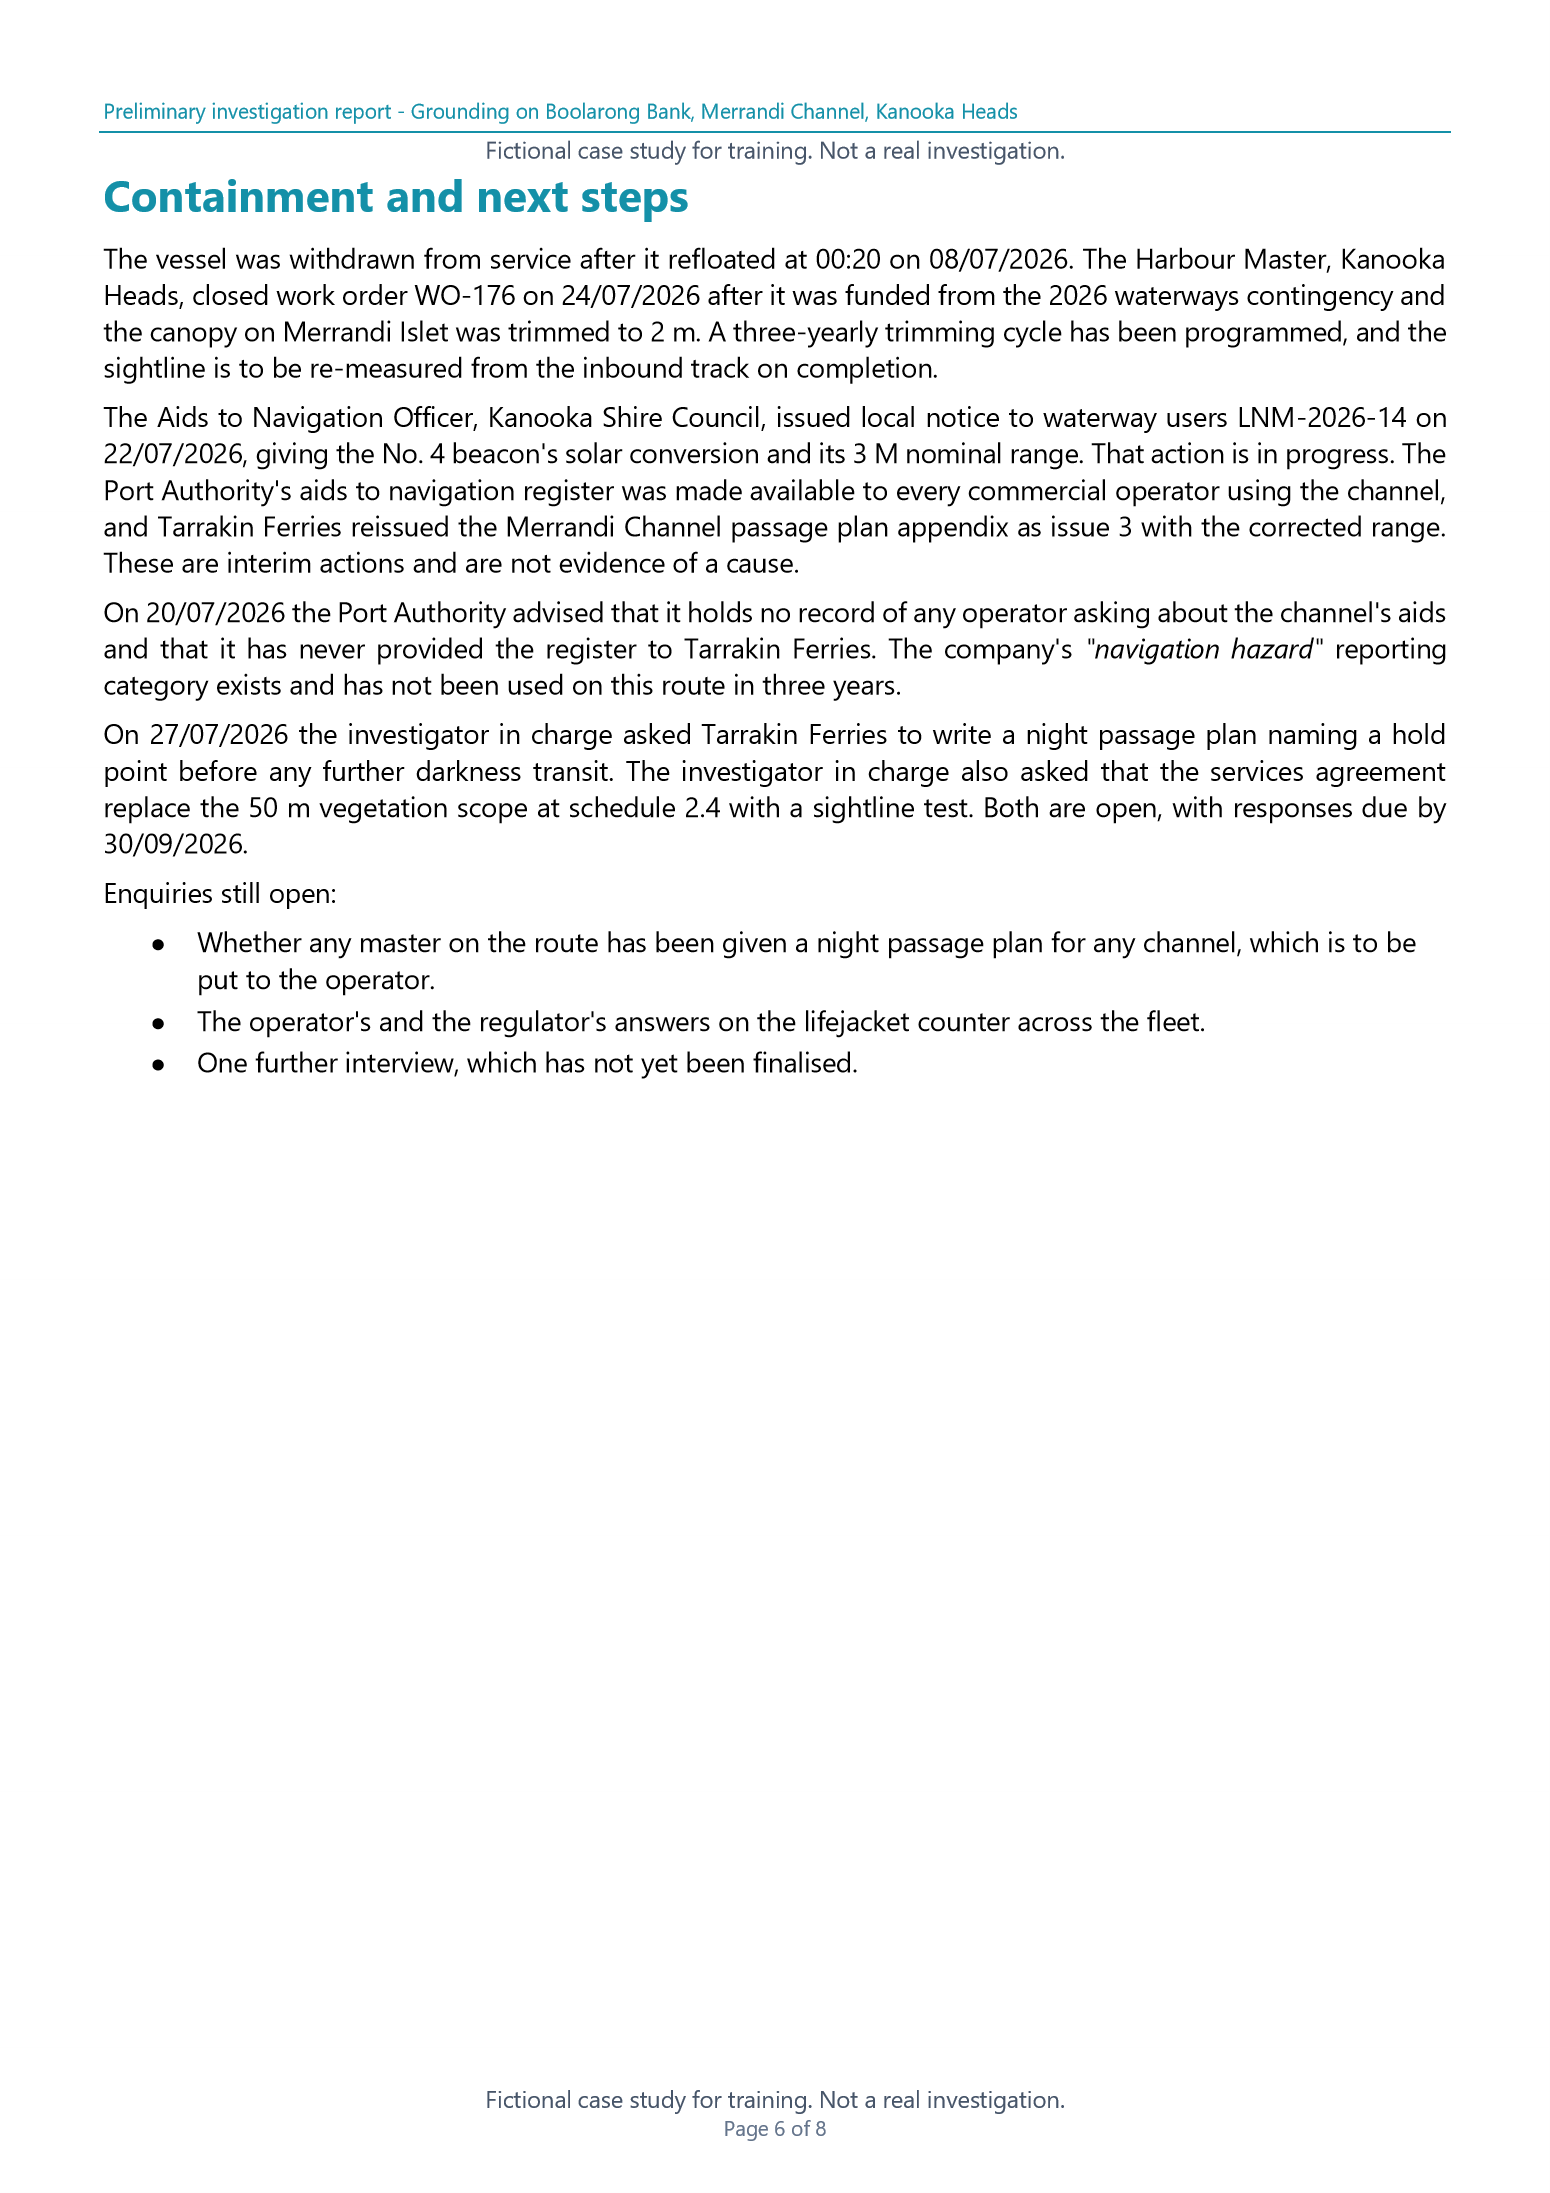 Preliminary investigation report - Grounding on Boolarong Bank, Merrandi Channel, Kanooka Heads
Fictional case study for training. Not a real investigation.
Containment and next steps
The vessel was withdrawn from service after it refloated at 00:20 on 08/07/2026. The Harbour Master, Kanooka
Heads, closed work order WO-176 on 24/07/2026 after it was funded from the 2026 waterways contingency and
the canopy on Merrandi Islet was trimmed to 2 m. A three-yearly trimming cycle has been programmed, and the
sightline is to be re-measured from the inbound track on completion.
The Aids to Navigation Officer, Kanooka Shire Council, issued local notice to waterway users LNM-2026-14 on
22/07/2026, giving the No. 4 beacon's solar conversion and its 3 M nominal range. That action is in progress. The
Port Authority's aids to navigation register was made available to every commercial operator using the channel,
and Tarrakin Ferries reissued the Merrandi Channel passage plan appendix as issue 3 with the corrected range.
These are interim actions and are not evidence of a cause.
On 20/07/2026 the Port Authority advised that it holds no record of any operator asking about the channel's aids
and that it has never provided the register to Tarrakin Ferries. The company's "navigation hazard" reporting
category exists and has not been used on this route in three years.
On 27/07/2026 the investigator in charge asked Tarrakin Ferries to write a night passage plan naming a hold
point before any further darkness transit. The investigator in charge also asked that the services agreement
replace the 50 m vegetation scope at schedule 2.4 with a sightline test. Both are open, with responses due by
30/09/2026.
Enquiries still open:
● Whether any master on the route has been given a night passage plan for any channel, which is to be
put to the operator.
● The operator's and the regulator's answers on the lifejacket counter across the fleet.
● One further interview, which has not yet been finalised.
Fictional case study for training. Not a real investigation.
Page 6 of 8